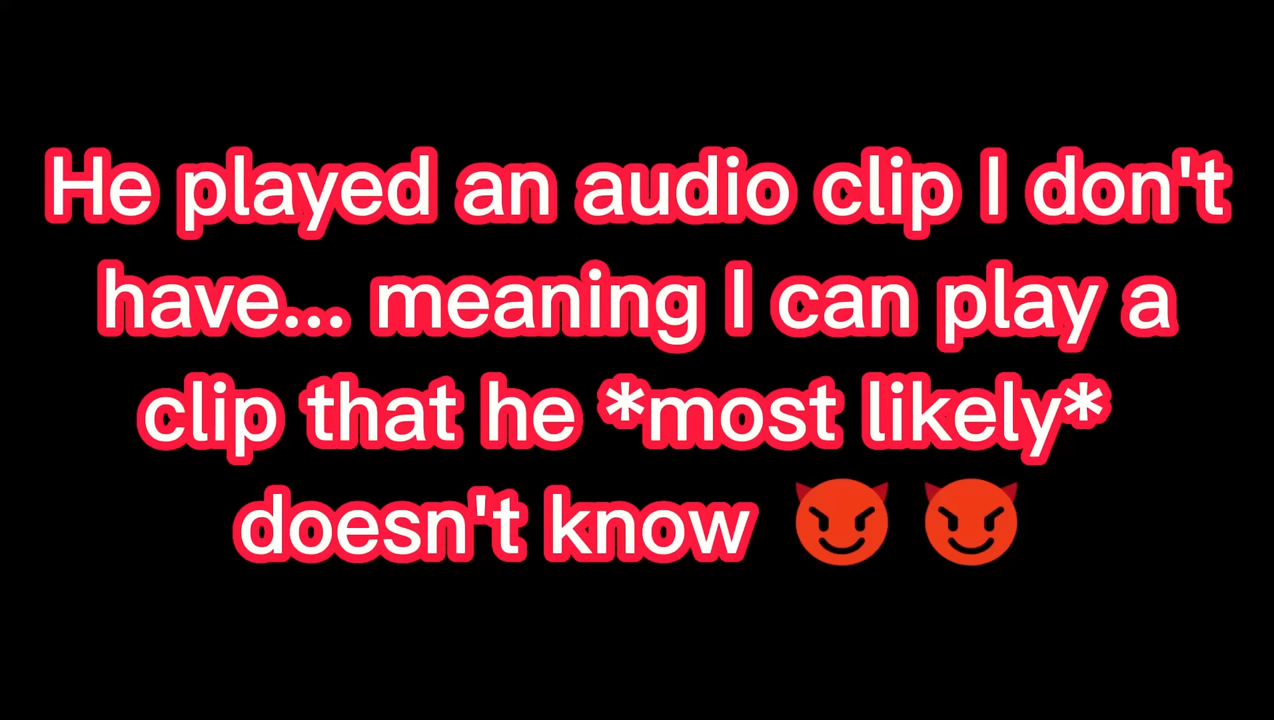 He played an audio clip I don't
have... meaning I can play a
clip that he *most likely*
doesn't know 😈 😈